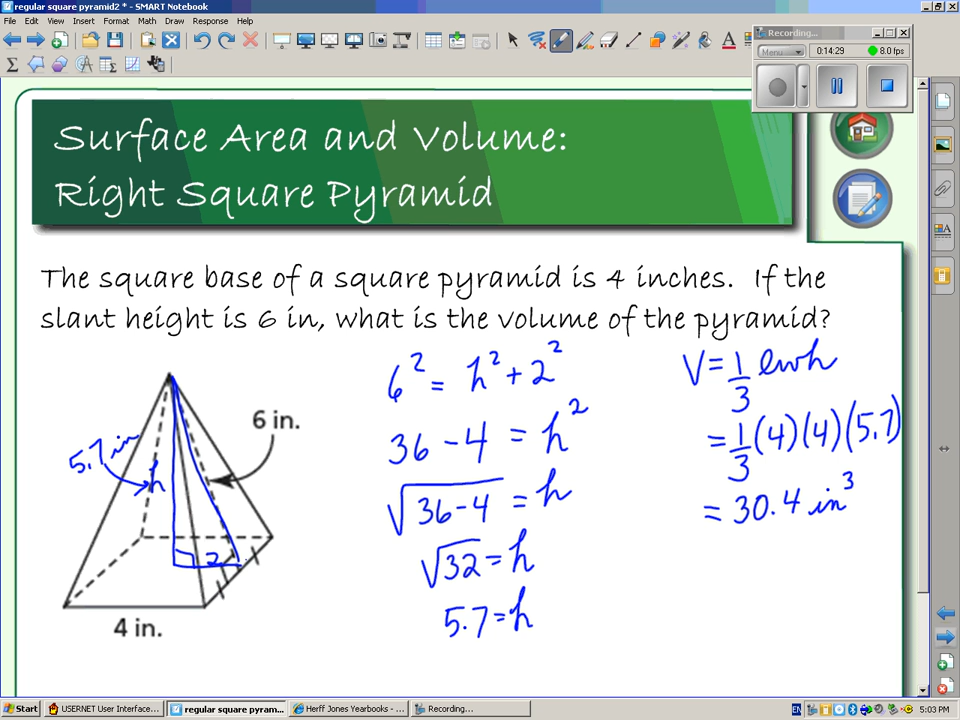 regular square pyramid2 * - SMART Notebook
File Edit View Insert Format Math Draw Response Help
Recording...
Menu
0:14:29
8.0 fps
Surface Area and Volume:
Right Square Pyramid
The square base of a square pyramid is 4 inches. If the
slant height is 6 in, what is the volume of the pyramid?
6² = h² + 2²
36 - 4 = h²
√36-4 = h
√32 = h
5.7 = h
V = 1/3 lwh
= 1/3 (4)(4)(5.7)
= 30.4 in³
6 in.
5.7 in
h
2
4 in.
Start
USERNET User Interface...
regular square pyram...
Herff Jones Yearbooks - ...
Recording...
EN
5:03 PM